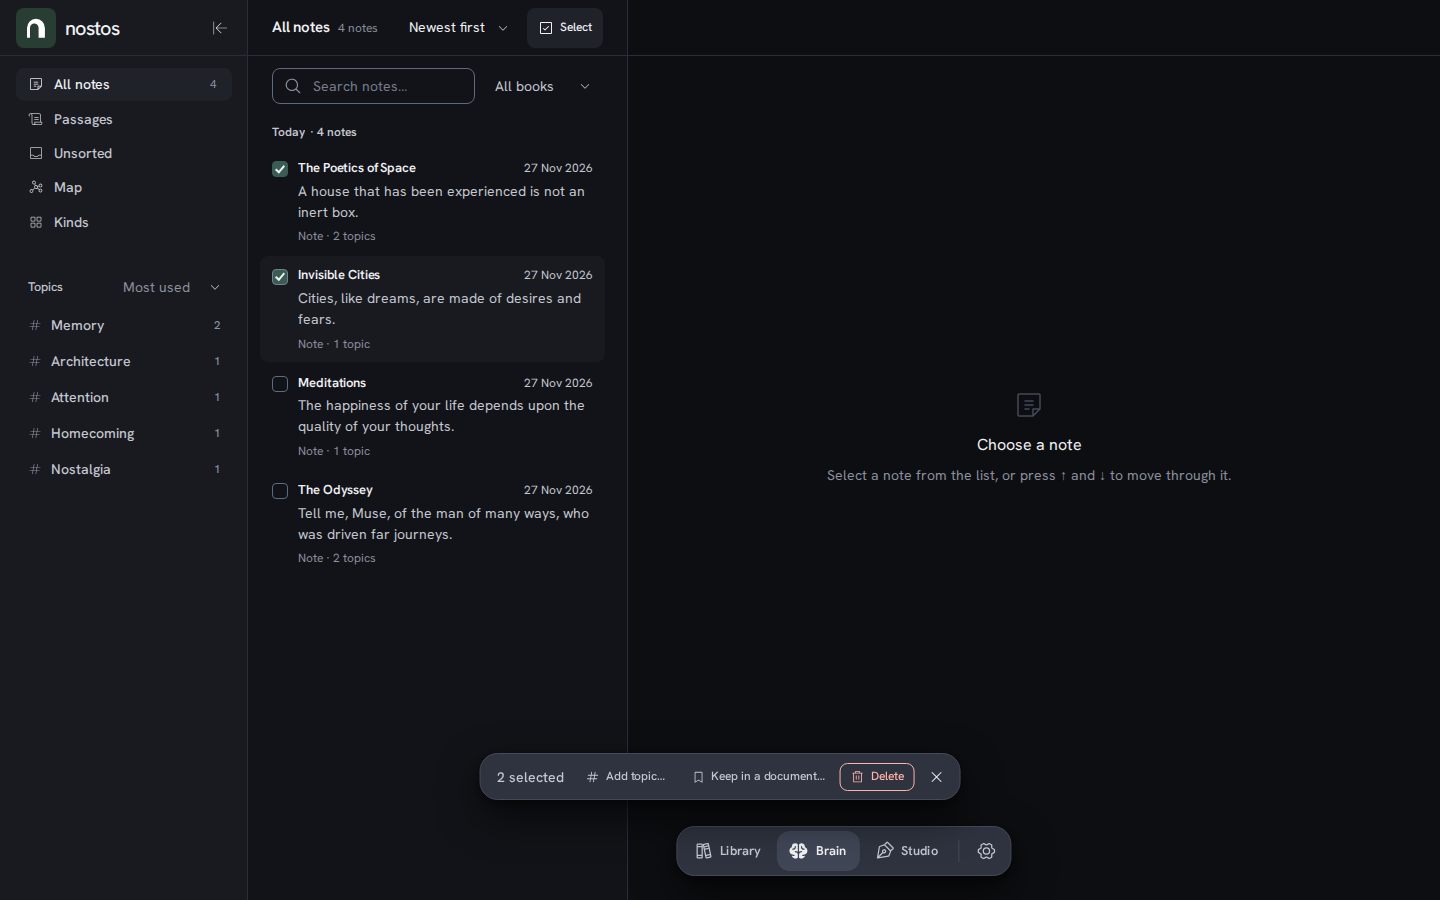 nostos
All notes 4
Passages
Unsorted
Map
Kinds
Topics Most used
# Memory 2
# Architecture 1
# Attention 1
# Homecoming 1
# Nostalgia 1
All notes 4 notes Newest first Select
Search notes... All books
Today · 4 notes
The Poetics of Space 27 Nov 2026
A house that has been experienced is not an
inert box.
Note · 2 topics
Invisible Cities 27 Nov 2026
Cities, like dreams, are made of desires and
fears.
Note · 1 topic
Meditations 27 Nov 2026
The happiness of your life depends upon the
quality of your thoughts.
Note · 1 topic
The Odyssey 27 Nov 2026
Tell me, Muse, of the man of many ways, who
was driven far journeys.
Note · 2 topics
Choose a note
Select a note from the list, or press ↑ and ↓ to move through it.
2 selected # Add topic... Keep in a document... Delete
Library Brain Studio